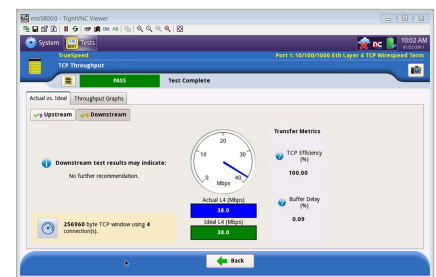 mts5800:0 - TightVNC Viewer
System Tests
10:02 AM
TrueSpeed
Port 1: 10/100/1000 Eth Layer 4 TCP Wirespeed Term
TCP Throughput
PASS Test Complete
Actual vs. Ideal Throughput Graphs
Upstream Downstream
Downstream test results may indicate:
No further recommendation.
256960 byte TCP window using 4
connection(s).
20
10 30
0 40
Mbps
Actual L4 (Mbps)
38.0
Ideal L4 (Mbps)
38.0
Transfer Metrics
TCP Efficiency
(%)
100.00
Buffer Delay
(%)
0.09
Back